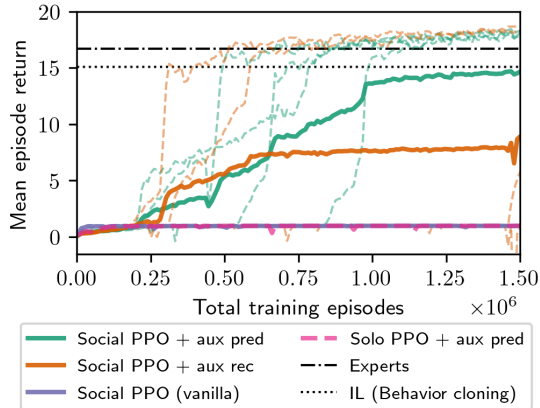 Mean episode return
20
15
10
5
0
0.00 0.25 0.50 0.75 1.00 1.25 1.50
Total training episodes ×10⁶
Social PPO + aux pred
Social PPO + aux rec
Social PPO (vanilla)
Solo PPO + aux pred
Experts
IL (Behavior cloning)